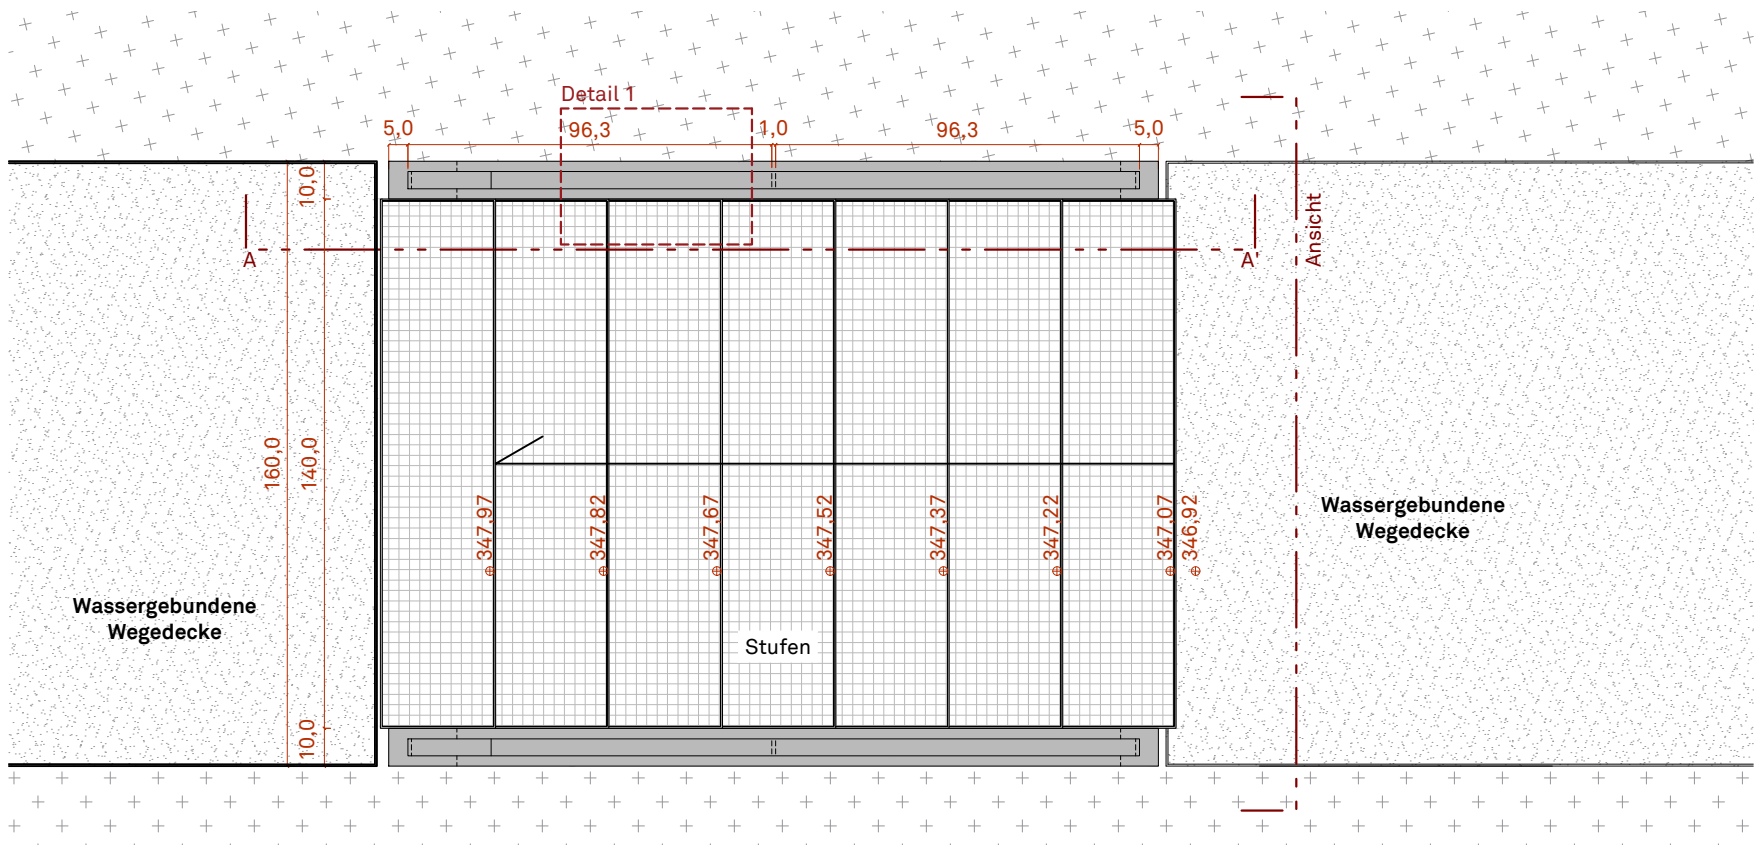 Detail 1
5,0
96,3
1,0
96,3
5,0
10,0
A
A'
Ansicht
160,0
140,0
347,97
347,82
347,67
347,52
347,37
347,22
347,07
346,92
Wassergebundene
Wegedecke
Wassergebundene
Wegedecke
Stufen
10,0